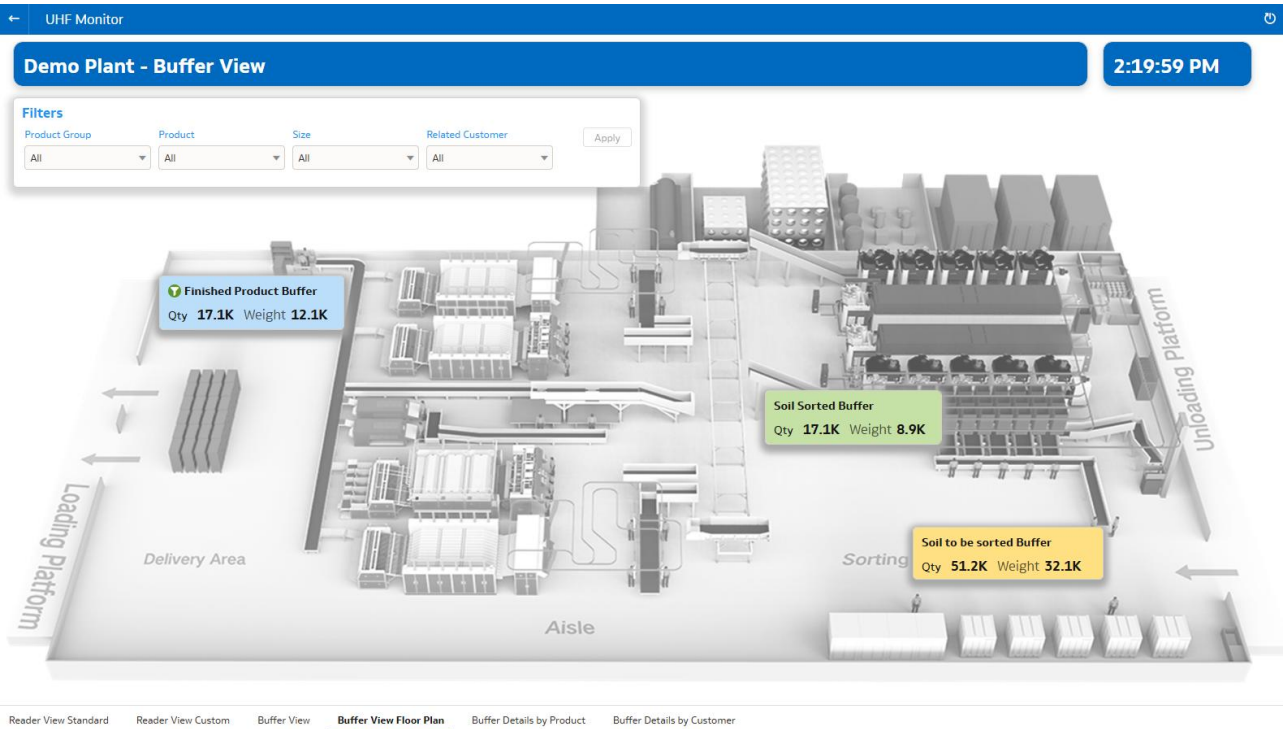 UHF Monitor
Demo Plant - Buffer View
2:19:59 PM
Filters
Product Group Product Size Related Customer
All All All All Apply
Finished Product Buffer
Qty 17.1K Weight 12.1K
Unloading Platform
Soil Sorted Buffer
Qty 17.1K Weight 8.9K
Loading Platform
Delivery Area
Sorting
Soil to be sorted Buffer
Qty 51.2K Weight 32.1K
Aisle
Reader View Standard Reader View Custom Buffer View Buffer View Floor Plan Buffer Details by Product Buffer Details by Customer